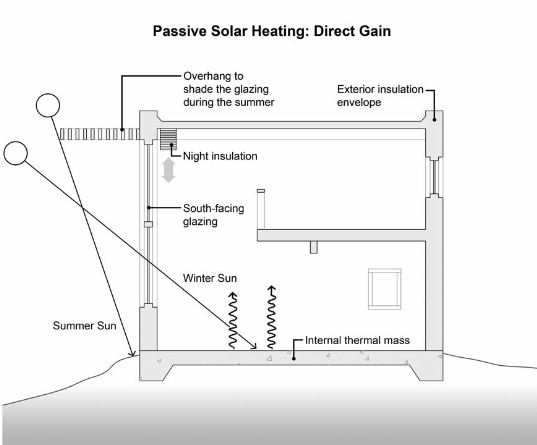 Passive Solar Heating: Direct Gain
Overhang to
shade the glazing
during the summer
Exterior insulation
envelope
Night insulation
South-facing
glazing
Winter Sun
Summer Sun
Internal thermal mass